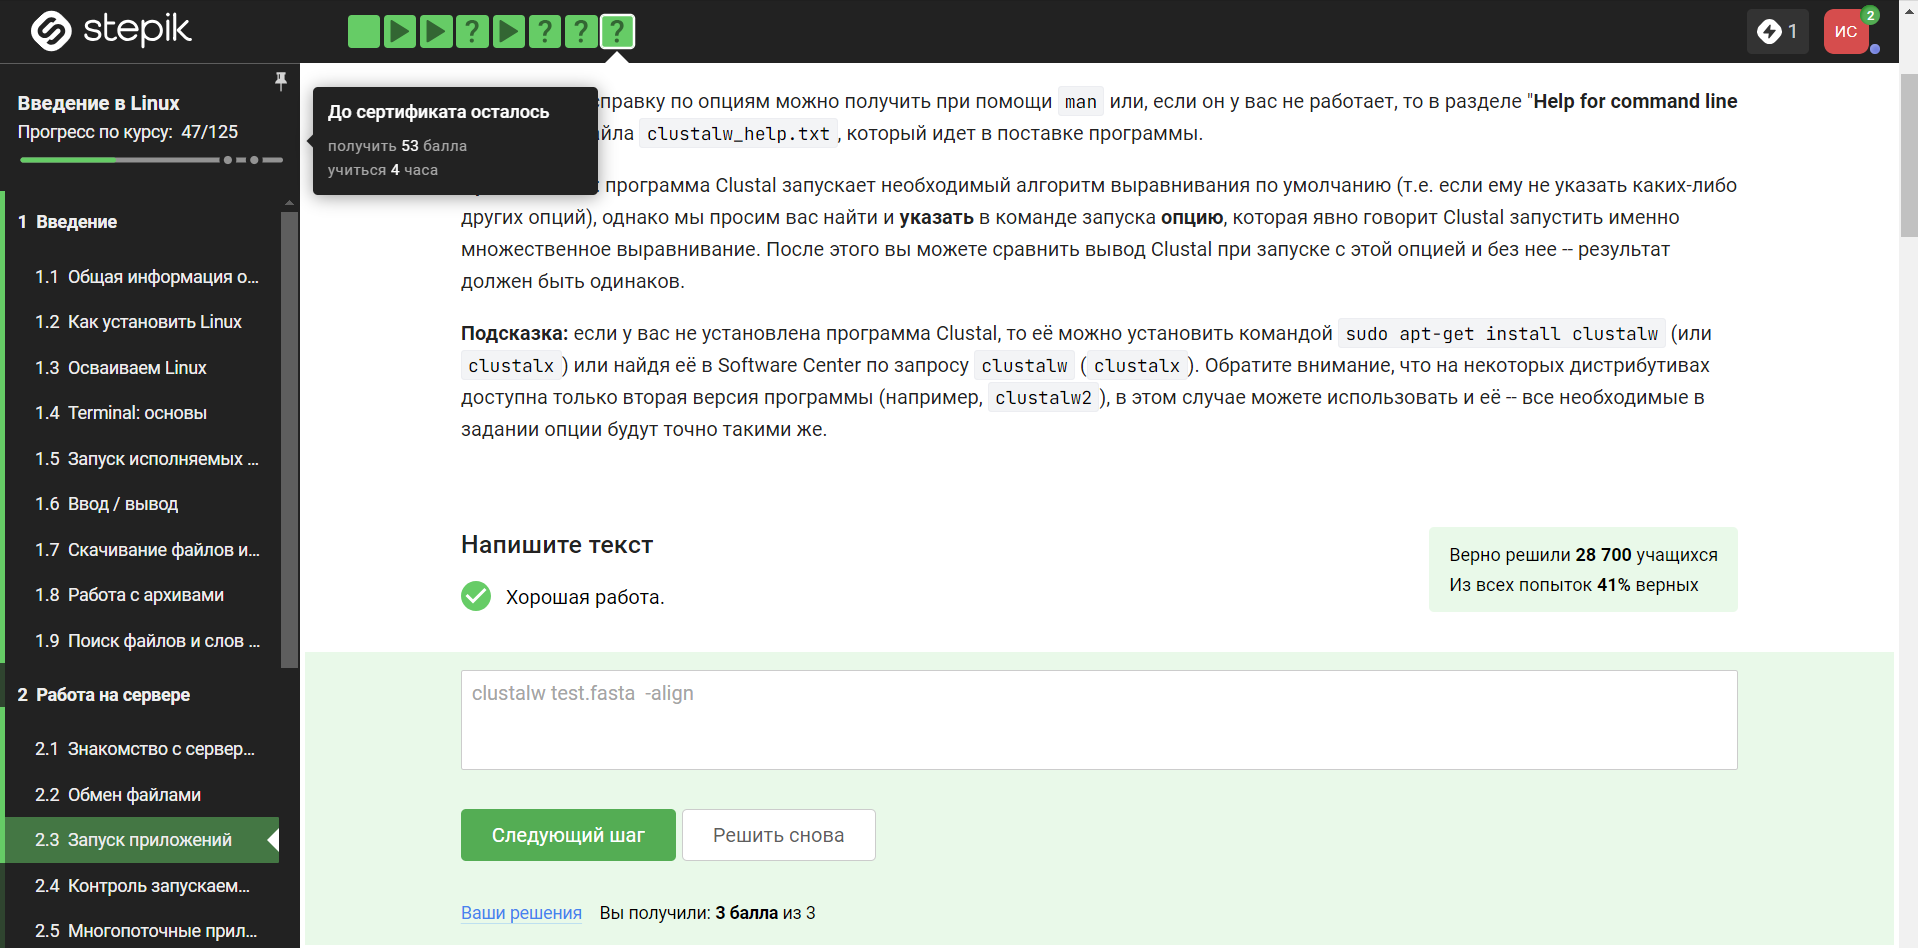 stepik
?
?
?
?
1
ИС
2
Введение в Linux
Прогресс по курсу: 47/125
До сертификата осталось
получить 53 балла
учиться 4 часа
1 Введение
1.1 Общая информация о...
1.2 Как установить Linux
1.3 Осваиваем Linux
1.4 Terminal: основы
1.5 Запуск исполняемых ...
1.6 Ввод / вывод
1.7 Скачивание файлов и...
1.8 Работа с архивами
1.9 Поиск файлов и слов ...
2 Работа на сервере
2.1 Знакомство с сервер...
2.2 Обмен файлами
2.3 Запуск приложений
2.4 Контроль запускаем...
2.5 Многопоточные прил...
справку по опциям можно получить при помощи man или, если он у вас не работает, то в разделе "Help for command line
clustalw_help.txt, который идет в поставке программы.
программа Clustal запускает необходимый алгоритм выравнивания по умолчанию (т.е. если ему не указать каких-либо
других опций), однако мы просим вас найти и указать в команде запуска опцию, которая явно говорит Clustal запустить именно
множественное выравнивание. После этого вы можете сравнить вывод Clustal при запуске с этой опцией и без нее -- результат
должен быть одинаков.
Подсказка: если у вас не установлена программа Clustal, то её можно установить командой sudo apt-get install clustalw (или
clustalx) или найдя её в Software Center по запросу clustalw (clustalx). Обратите внимание, что на некоторых дистрибутивах
доступна только вторая версия программы (например, clustalw2), в этом случае можете использовать и её -- все необходимые в
задании опции будут точно такими же.
Напишите текст
Хорошая работа.
Верно решили 28 700 учащихся
Из всех попыток 41% верных
clustalw test.fasta -align
Следующий шаг
Решить снова
Ваши решения Вы получили: 3 балла из 3